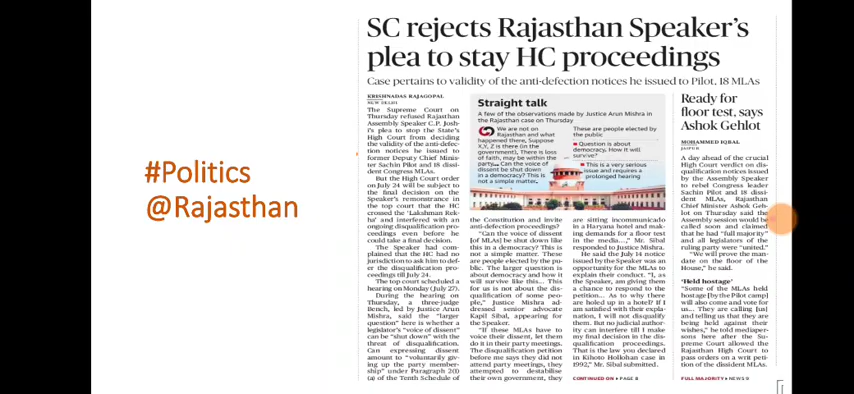 #Politics
@Rajasthan
SC rejects Rajasthan Speaker's
plea to stay HC proceedings
Case pertains to validity of the anti-defection notices he issued to Pilot, 18 MLAs
KRISHNADAS RAJAGOPAL
NEW DELHI
The Supreme Court on
Thursday refused Rajasthan
Assembly Speaker C.P. Josh-
i's plea to stop the State's
High Court from deciding
the validity of the anti-defec-
tion notices he issued to
former Deputy Chief Minis-
ter Sachin Pilot and 18 dissi-
dent Congress MLAs.
But the High Court order
on July 24 will be subject to
the final decision on the
Speaker's remonstrance in
the top court that the HC
crossed the 'Lakshman Rek-
ha' and interfered with an
ongoing disqualification pro-
ceedings even before he
could take a final decision.
The Speaker had com-
plained that the HC had no
jurisdiction to ask him to def-
er the disqualification pro-
ceedings till July 24.
The top court scheduled a
hearing on Monday (July 27).
During the hearing on
Thursday, a three-judge
Bench, led by Justice Arun
Mishra, said the "larger
question" here is whether a
legislator's "voice of dissent"
can be "shut down" with the
threat of disqualification.
Can expressing dissent
amount to "voluntarily giv-
ing up the party member-
ship" under Paragraph 2(1)
(a) of the Tenth Schedule of
Straight talk
A few of the observations made by Justice Arun Mishra in
the Rajasthan case on Thursday
We are not on
Rajasthan and what
happened there, Suppose
X,Y, Z is there (in the
government), There is loss
of faith, may be within the
party... Can the voice of
dissent be shut down in a
democracy? This is
not a simple matter.
These are people elected by the
public
Question is about
democracy. How it will
survive?
This is a very serious
issue and requires a
prolonged hearing
the Constitution and invite
anti-defection proceedings?
"Can the voice of dissent
[of MLAs] be shut down like
this in a democracy? This is
not a simple matter. These
are people elected by the pu-
blic. The larger question is
about democracy and how it
will survive like this... This
for us is not about the dis-
qualification of some peo-
ple," Justice Mishra ad-
dressed senior advocate
Kapil Sibal, appearing for
the Speaker.
"If these MLAs have to
voice their dissent, let them
do it in their party meetings.
The disqualification petition
before me says they did not
attend party meetings, they
attempted to destabilise
their own government, they
are sitting incommunicado
in a Haryana hotel and ma-
king demands for a floor test
in the media...," Mr. Sibal
responded to Justice Mishra.
He said the July 14 notice
issued by the Speaker was an
opportunity for the MLAs to
explain their conduct. "I, as
the Speaker, am giving them
a chance to respond to the
petition... As to why there
are holed up in a hotel? If I
am satisfied with their expla-
nation, I will not disqualify
them. But no judicial author-
ity can interfere till I make
my final decision in the dis-
qualification proceedings.
That is the law you declared
in Kihoto Hollohan case in
1992," Mr. Sibal submitted.
CONTINUED ON ▸ PAGE 8
Ready for
floor test, says
Ashok Gehlot
MOHAMMED IQBAL
JAIPUR
A day ahead of the crucial
High Court verdict on dis-
qualification notices issued
by the Assembly Speaker
to rebel Congress leader
Sachin Pilot and 18 dissi-
dent MLAs, Rajasthan
Chief Minister Ashok Geh-
lot on Thursday said the
Assembly session would be
called soon and claimed
that he had "full majority"
and all legislators of the
ruling party were "united."
"We will prove the man-
date on the floor of the
House," he said.
'Held hostage'
"Some of the MLAs held
hostage [by the Pilot camp]
will also come and vote for
us... They are calling [us]
and telling us that they are
being held against their
wishes," he told mediaper-
sons here after the Su-
preme Court allowed the
Rajasthan High Court to
pass orders on a writ peti-
tion of the dissident MLAs.
FULL MAJORITY ▸ NEWS 9